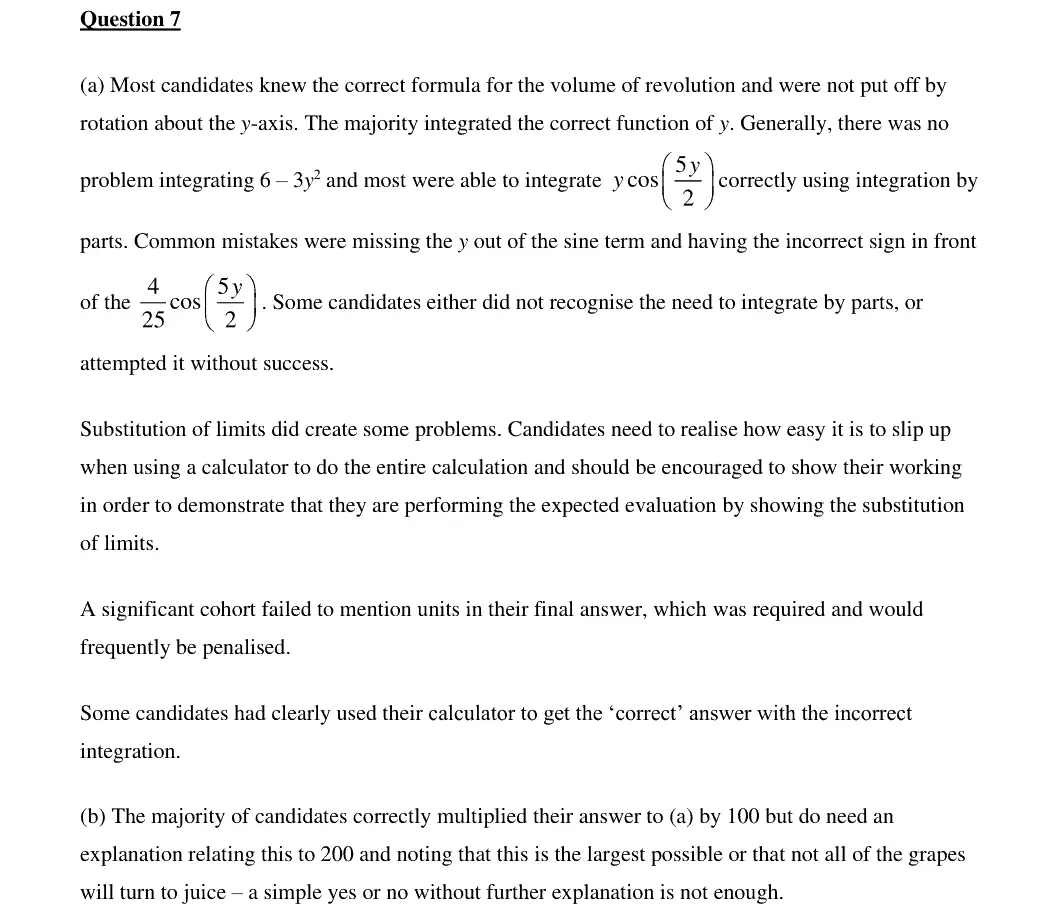 Question 7
(a) Most candidates knew the correct formula for the volume of revolution and were not put off by
rotation about the y-axis. The majority integrated the correct function of y. Generally, there was no
problem integrating 6 – 3y² and most were able to integrate y cos(5y/2) correctly using integration by
parts. Common mistakes were missing the y out of the sine term and having the incorrect sign in front
of the 4/25 cos(5y/2). Some candidates either did not recognise the need to integrate by parts, or
attempted it without success.
Substitution of limits did create some problems. Candidates need to realise how easy it is to slip up
when using a calculator to do the entire calculation and should be encouraged to show their working
in order to demonstrate that they are performing the expected evaluation by showing the substitution
of limits.
A significant cohort failed to mention units in their final answer, which was required and would
frequently be penalised.
Some candidates had clearly used their calculator to get the ‘correct’ answer with the incorrect
integration.
(b) The majority of candidates correctly multiplied their answer to (a) by 100 but do need an
explanation relating this to 200 and noting that this is the largest possible or that not all of the grapes
will turn to juice – a simple yes or no without further explanation is not enough.